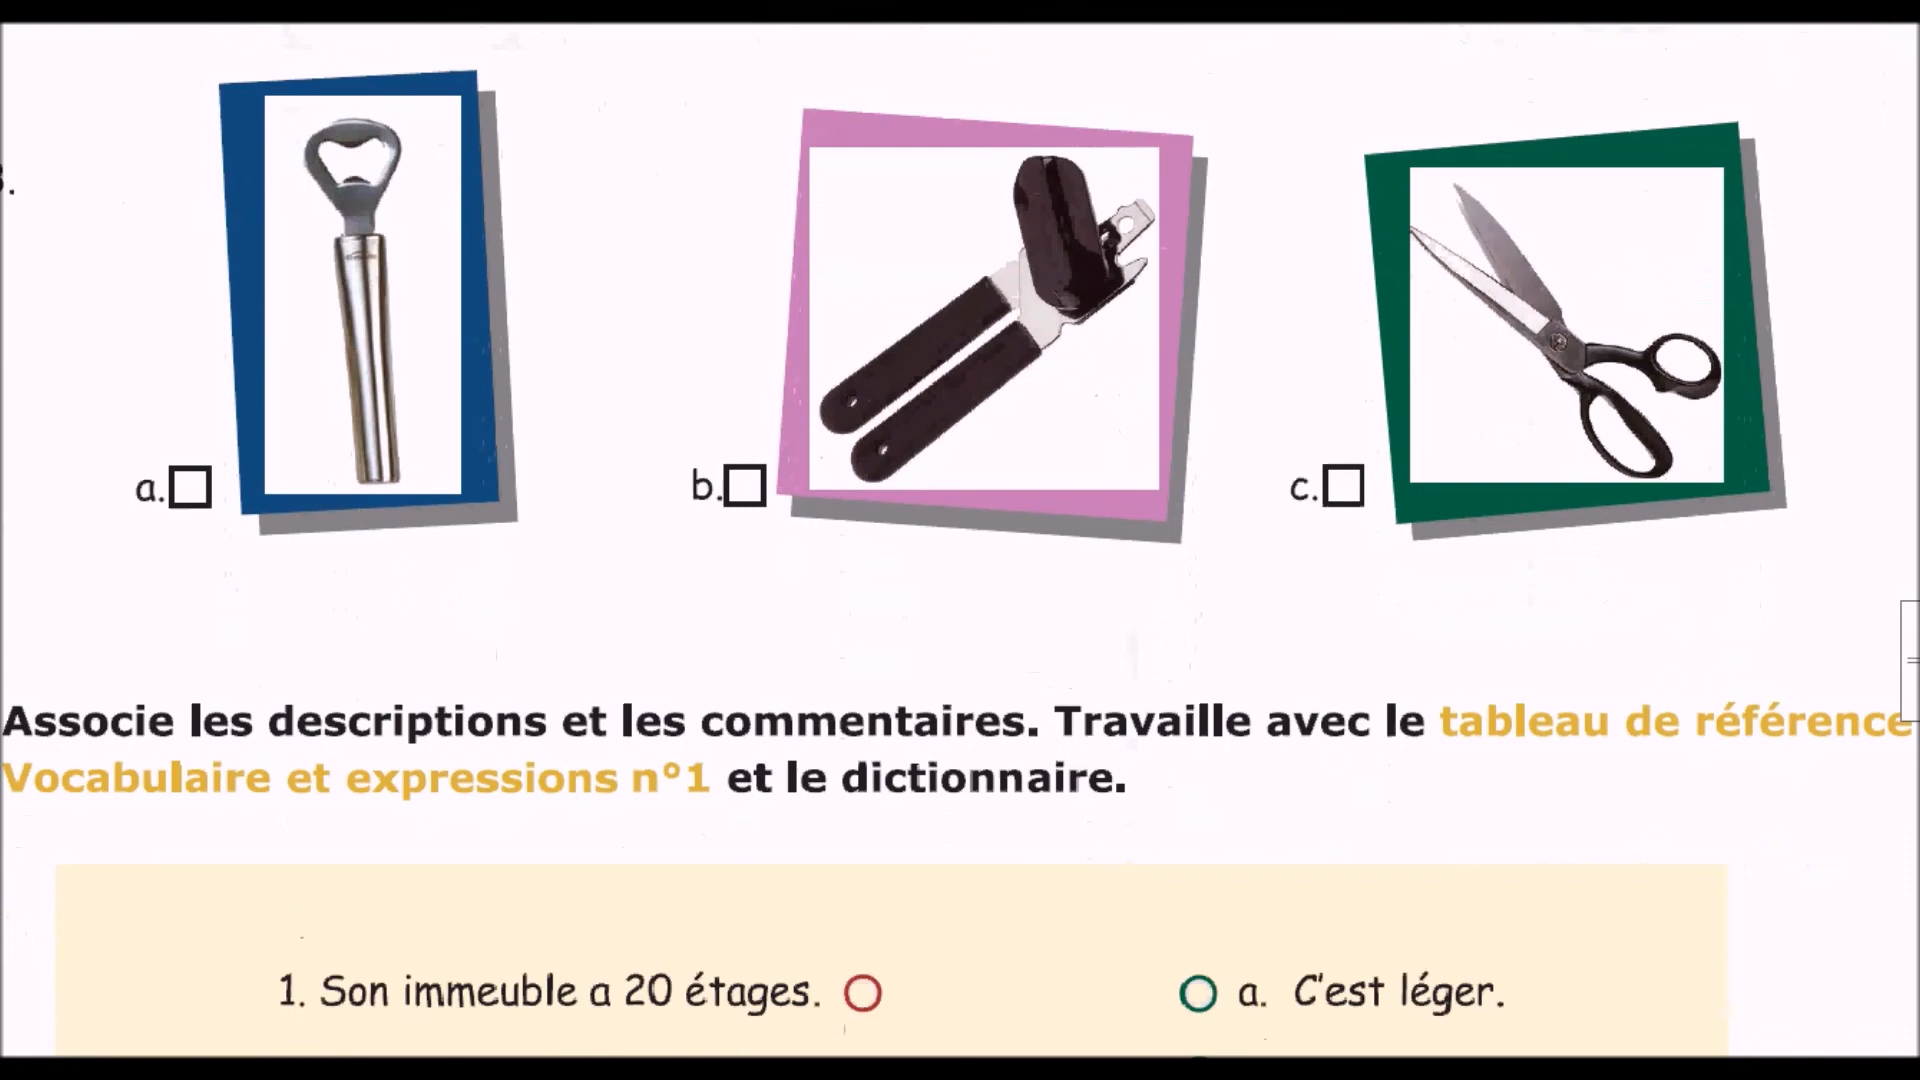 a.
b.
c.
Associe les descriptions et les commentaires. Travaille avec le tableau de référence
Vocabulaire et expressions n°1 et le dictionnaire.
1. Son immeuble a 20 étages.
a. C'est léger.